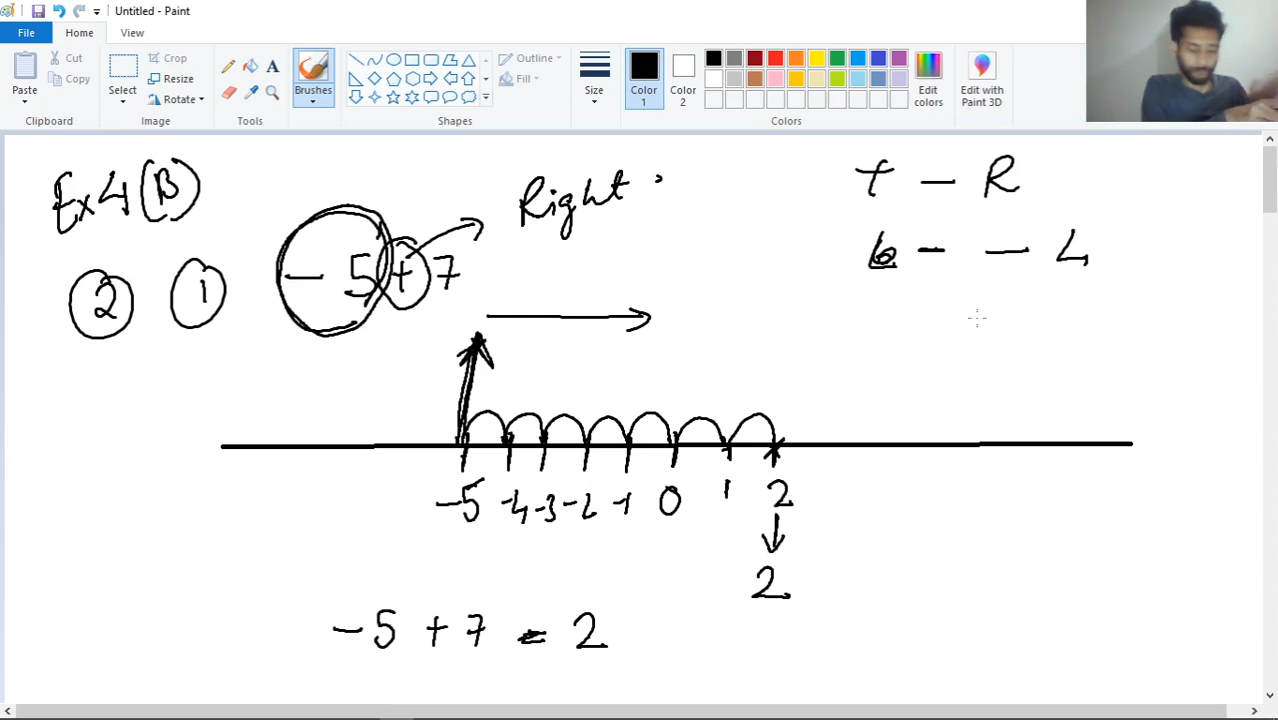 Untitled - Paint
File Home View
Paste Cut Copy Clipboard
Select Crop Resize Rotate Image
Tools
Brushes
Shapes Outline Fill
Size
Color 1 Color 2 Edit colors Edit with Paint 3D
Colors
Ex 4 (B)
Right
+ — R
- — L
2 1 - 5 + 7
-5 -4 -3 -2 -1 0 1 2
2
-5 + 7 = 2